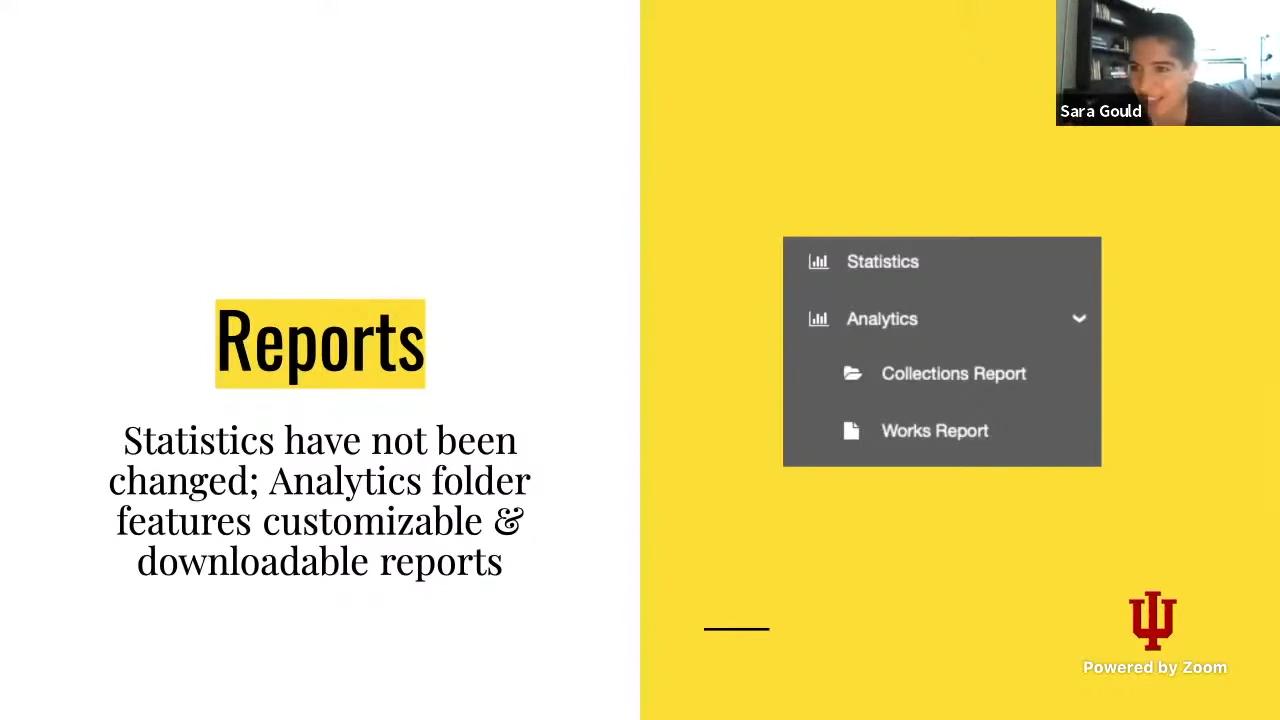 Sara Gould
Reports
Statistics have not been
changed; Analytics folder
features customizable &
downloadable reports
Statistics
Analytics
Collections Report
Works Report
Powered by Zoom